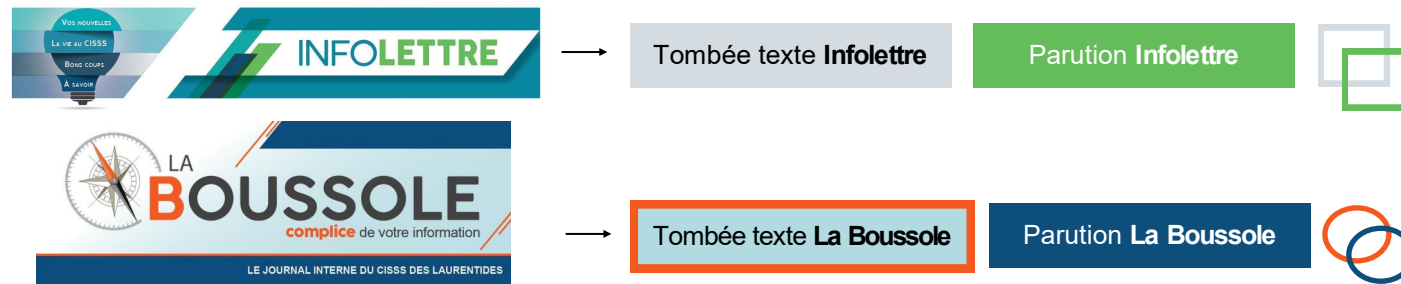 VOS NOUVELLES
LA VIE AU CISSS
BONS COUPS
À SAVOIR
INFOLETTRE
Tombée texte Infolettre
Parution Infolettre
LA
BOUSSOLE
complice de votre information
LE JOURNAL INTERNE DU CISSS DES LAURENTIDES
Tombée texte La Boussole
Parution La Boussole